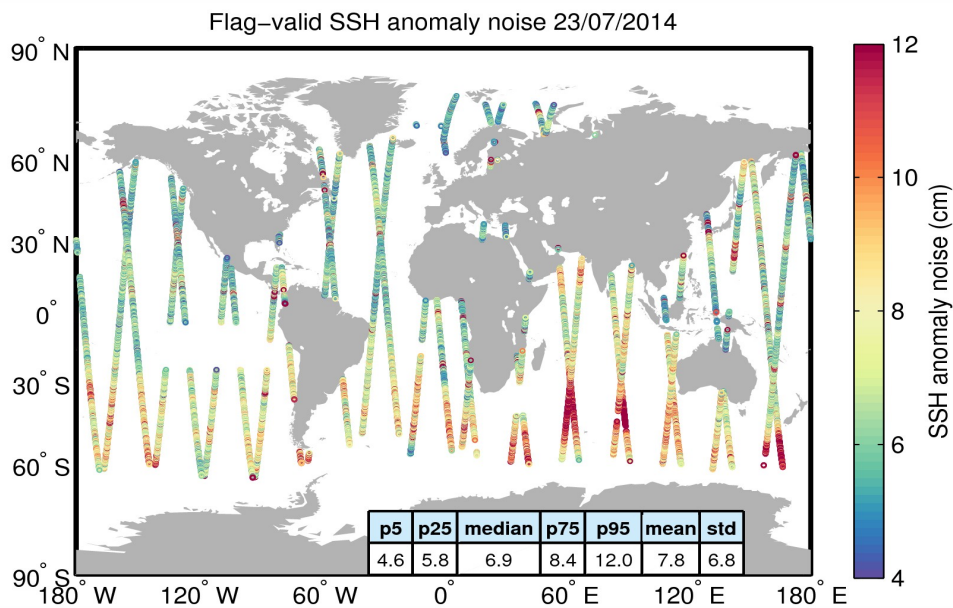 Flag−valid SSH anomaly noise 23/07/2014
90° N
60° N
30° N
0°
30° S
60° S
90° S
180° W
120° W
60° W
0°
60° E
120° E
180° E
p5 p25 median p75 p95 mean std
4.6 5.8 6.9 8.4 12.0 7.8 6.8
12
10
8
6
4
SSH anomaly noise (cm)